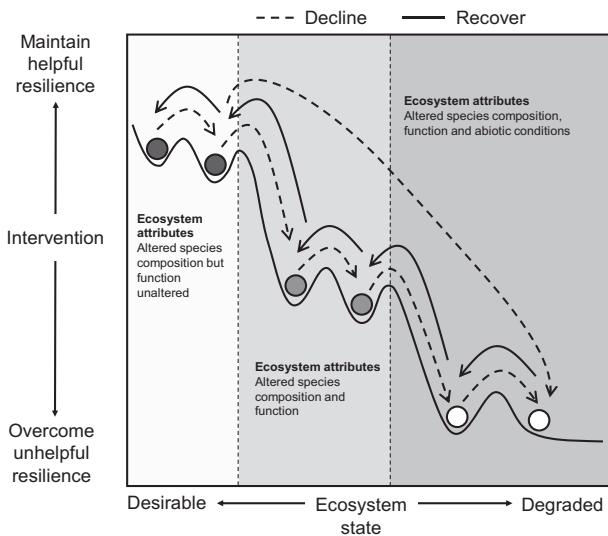 Decline
Recover
Maintain
helpful
resilience
Intervention
Overcome
unhelpful
resilience
Ecosystem
attributes
Altered species
composition but
function
unaltered
Ecosystem attributes
Altered species
composition and
function
Ecosystem attributes
Altered species composition,
function and abiotic conditions
Desirable
Ecosystem
state
Degraded